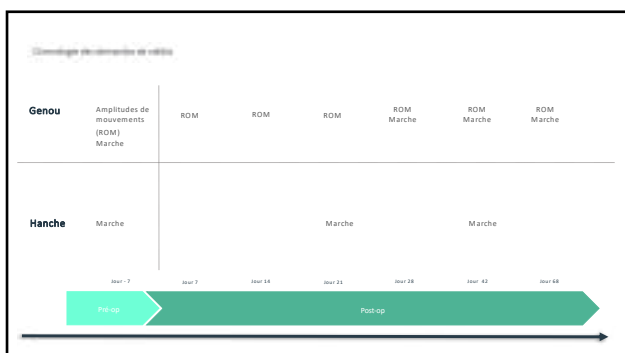 Genou
Amplitudes de
mouvements
(ROM)
Marche
ROM
ROM
ROM
ROM
Marche
ROM
Marche
ROM
Marche
Hanche
Marche
Marche
Marche
Jour - 7
Jour 7
Jour 14
Jour 21
Jour 28
Jour 42
Jour 68
Pré-op
Post-op